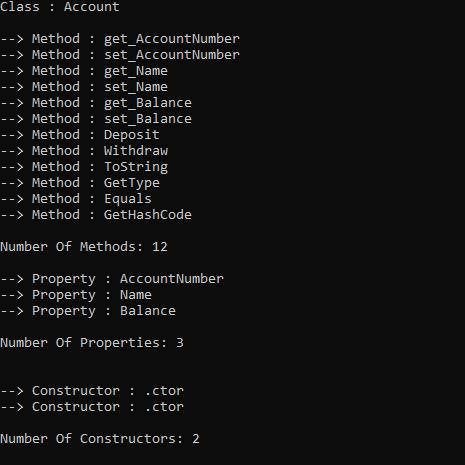 Class : Account
--> Method : get_AccountNumber
--> Method : set_AccountNumber
--> Method : get_Name
--> Method : set_Name
--> Method : get_Balance
--> Method : set_Balance
--> Method : Deposit
--> Method : Withdraw
--> Method : ToString
--> Method : GetType
--> Method : Equals
--> Method : GetHashCode
Number Of Methods: 12
--> Property : AccountNumber
--> Property : Name
--> Property : Balance
Number Of Properties: 3
--> Constructor : .ctor
--> Constructor : .ctor
Number Of Constructors: 2